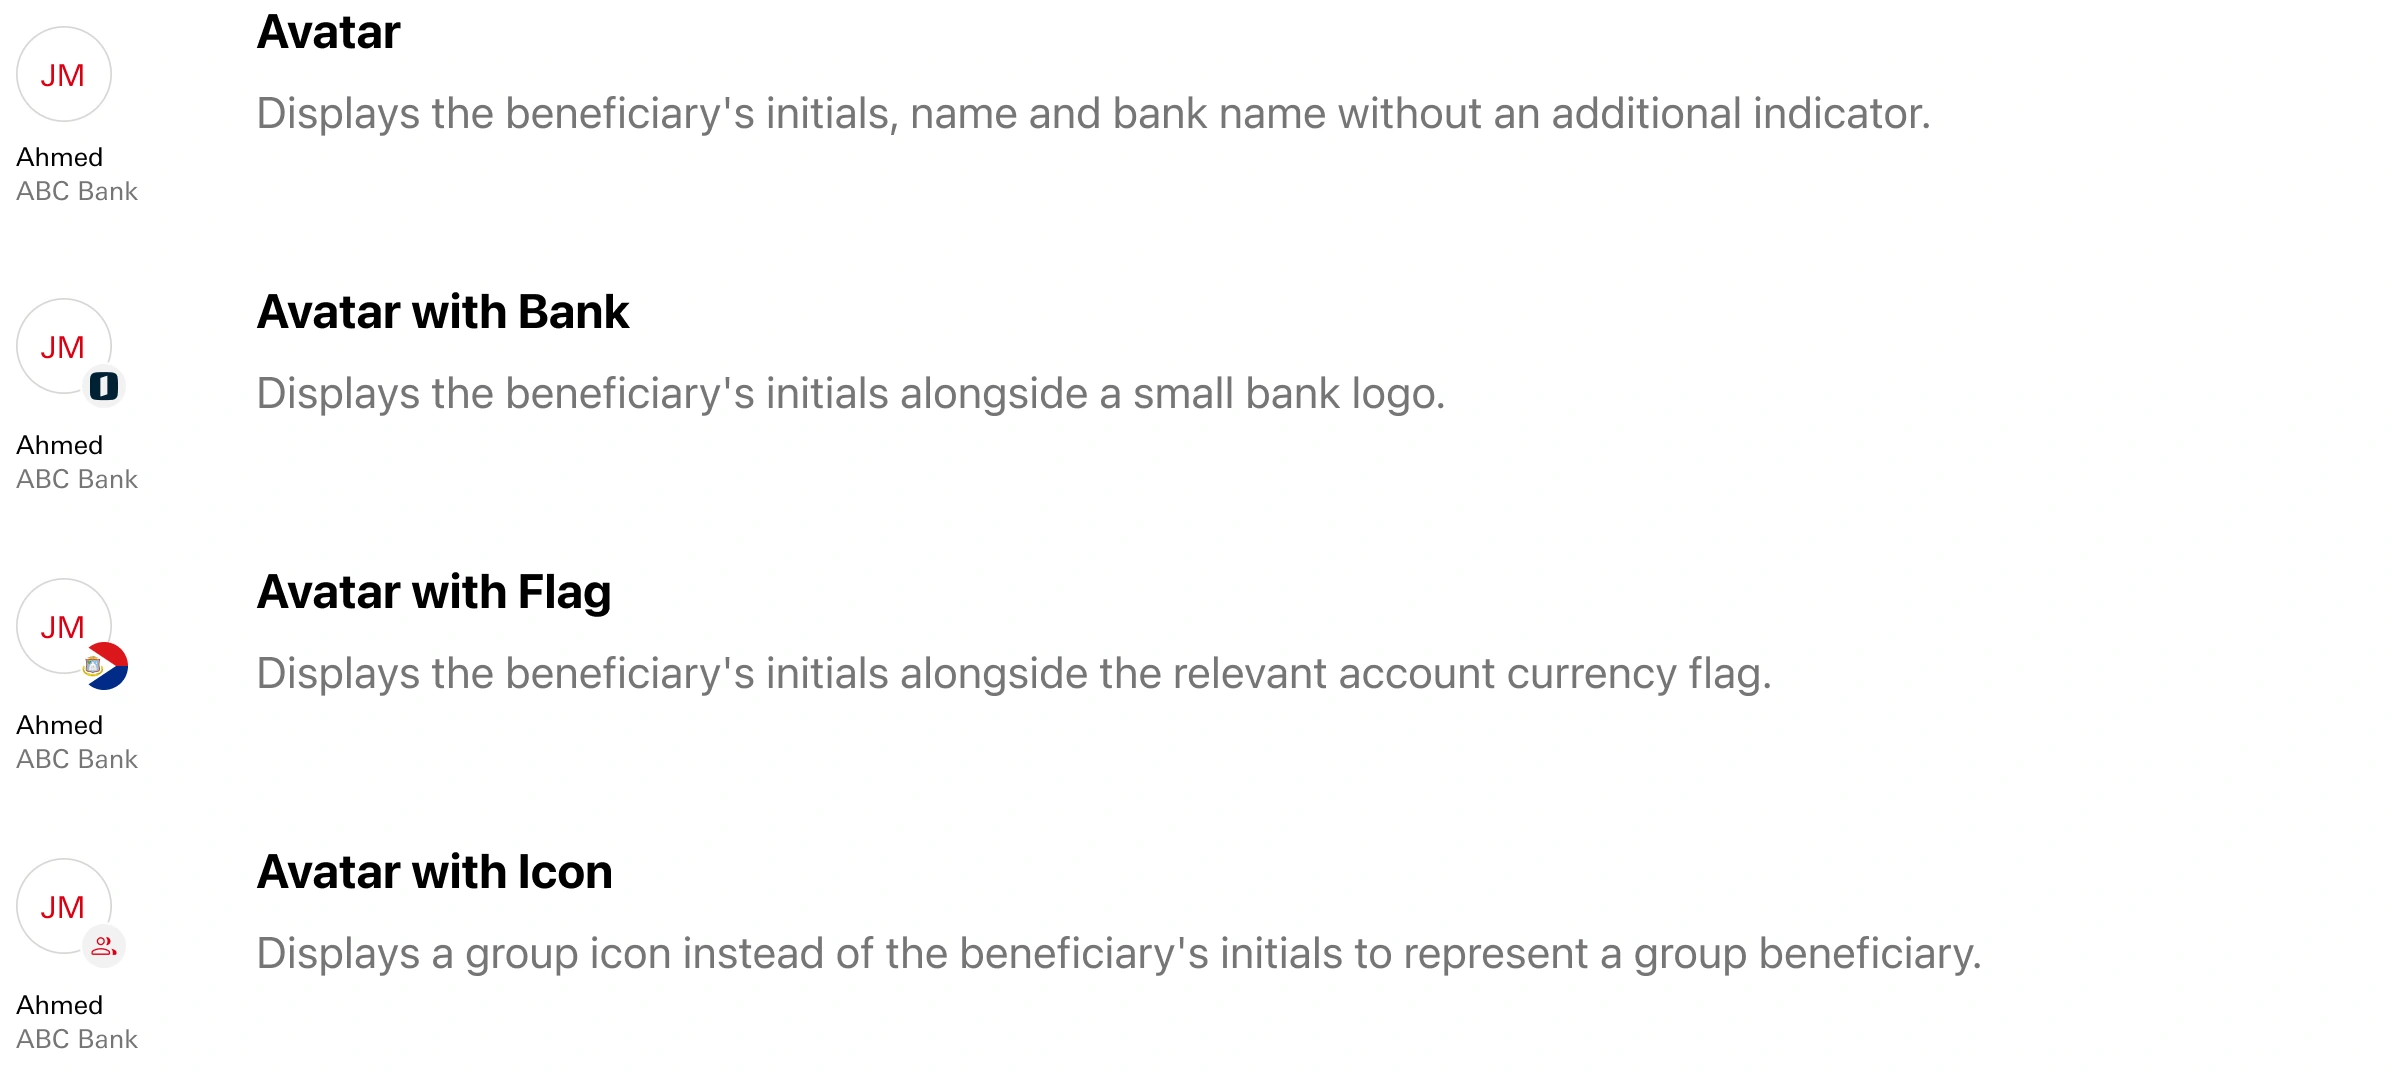 Avatar
JM
Displays the beneficiary's initials, name and bank name without an additional indicator.
Ahmed
ABC Bank
Avatar with Bank
JM
Displays the beneficiary's initials alongside a small bank logo.
Ahmed
ABC Bank
Avatar with Flag
JM
Displays the beneficiary's initials alongside the relevant account currency flag.
Ahmed
ABC Bank
Avatar with Icon
JM
Displays a group icon instead of the beneficiary's initials to represent a group beneficiary.
Ahmed
ABC Bank